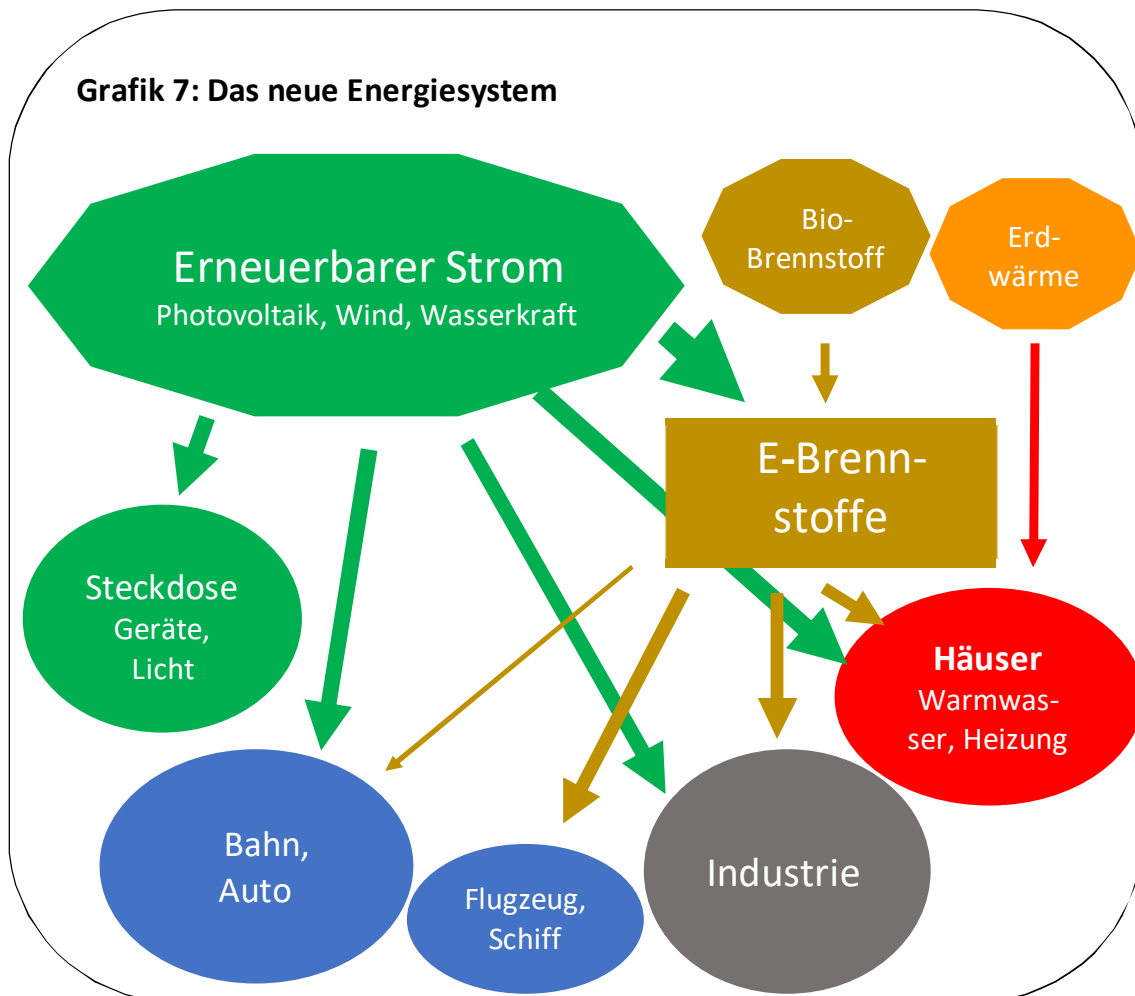 Grafik 7: Das neue Energiesystem
Erneuerbarer Strom
Photovoltaik, Wind, Wasserkraft
Bio-
Brennstoff
Erd-
wärme
E-Brenn-
stoffe
Steckdose
Geräte,
Licht
Häuser
Warmwas-
ser, Heizung
Bahn,
Auto
Flugzeug,
Schiff
Industrie